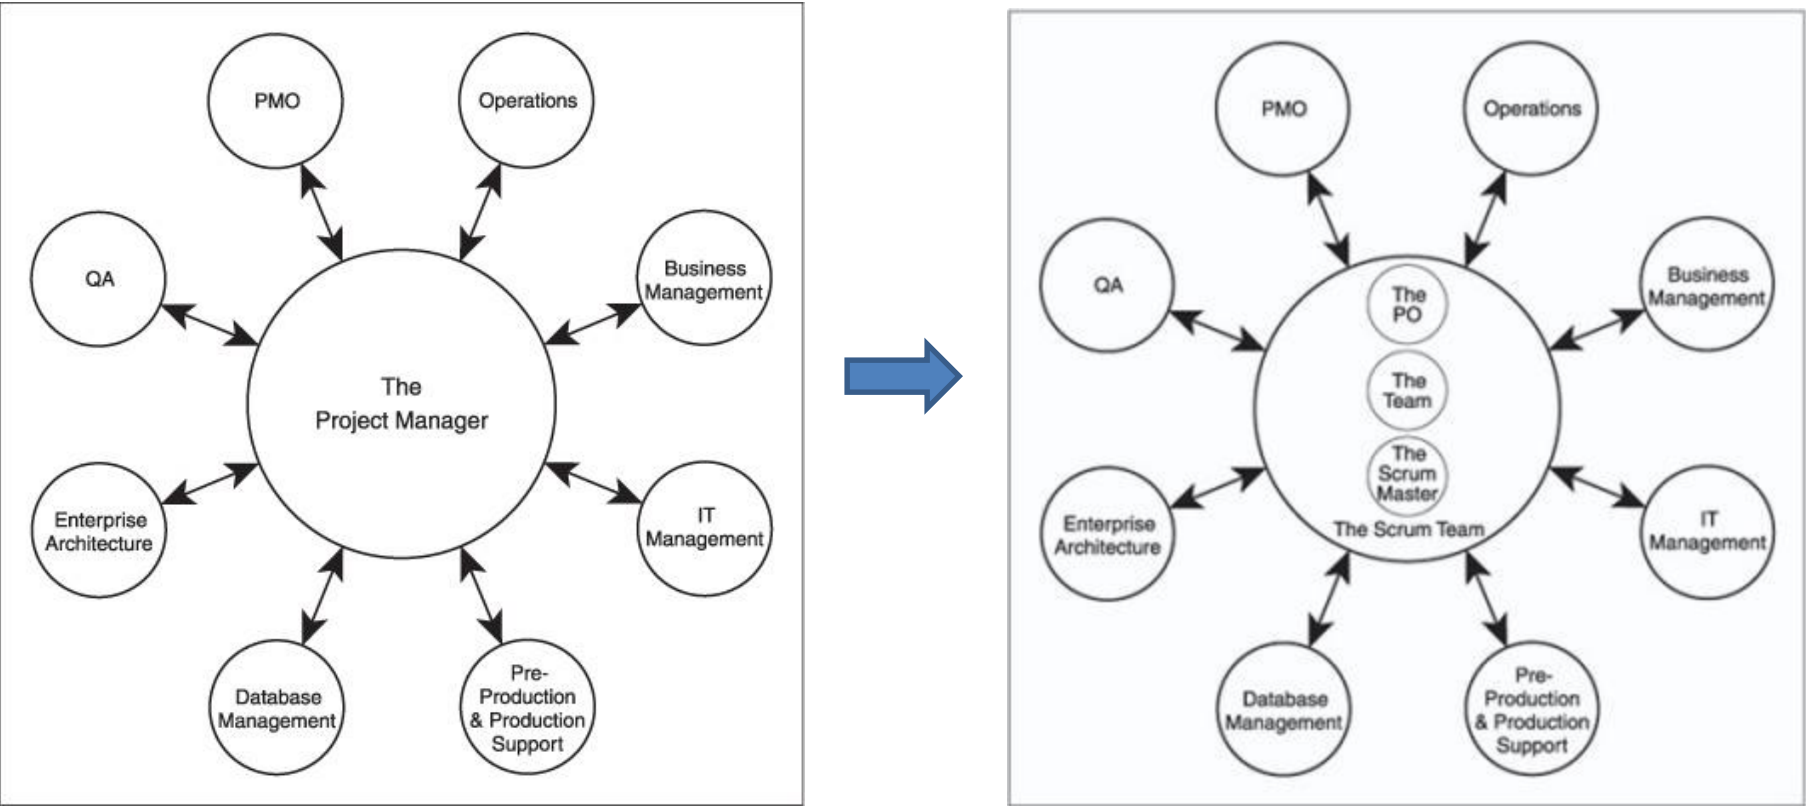 PMO
Operations
QA
Business
Management
The
Project Manager
Enterprise
Architecture
IT
Management
Database
Management
Pre-
Production
& Production
Support
PMO
Operations
QA
Business
Management
The
PO
The
Team
The
Scrum
Master
The Scrum Team
Enterprise
Architecture
IT
Management
Database
Management
Pre-
Production
& Production
Support